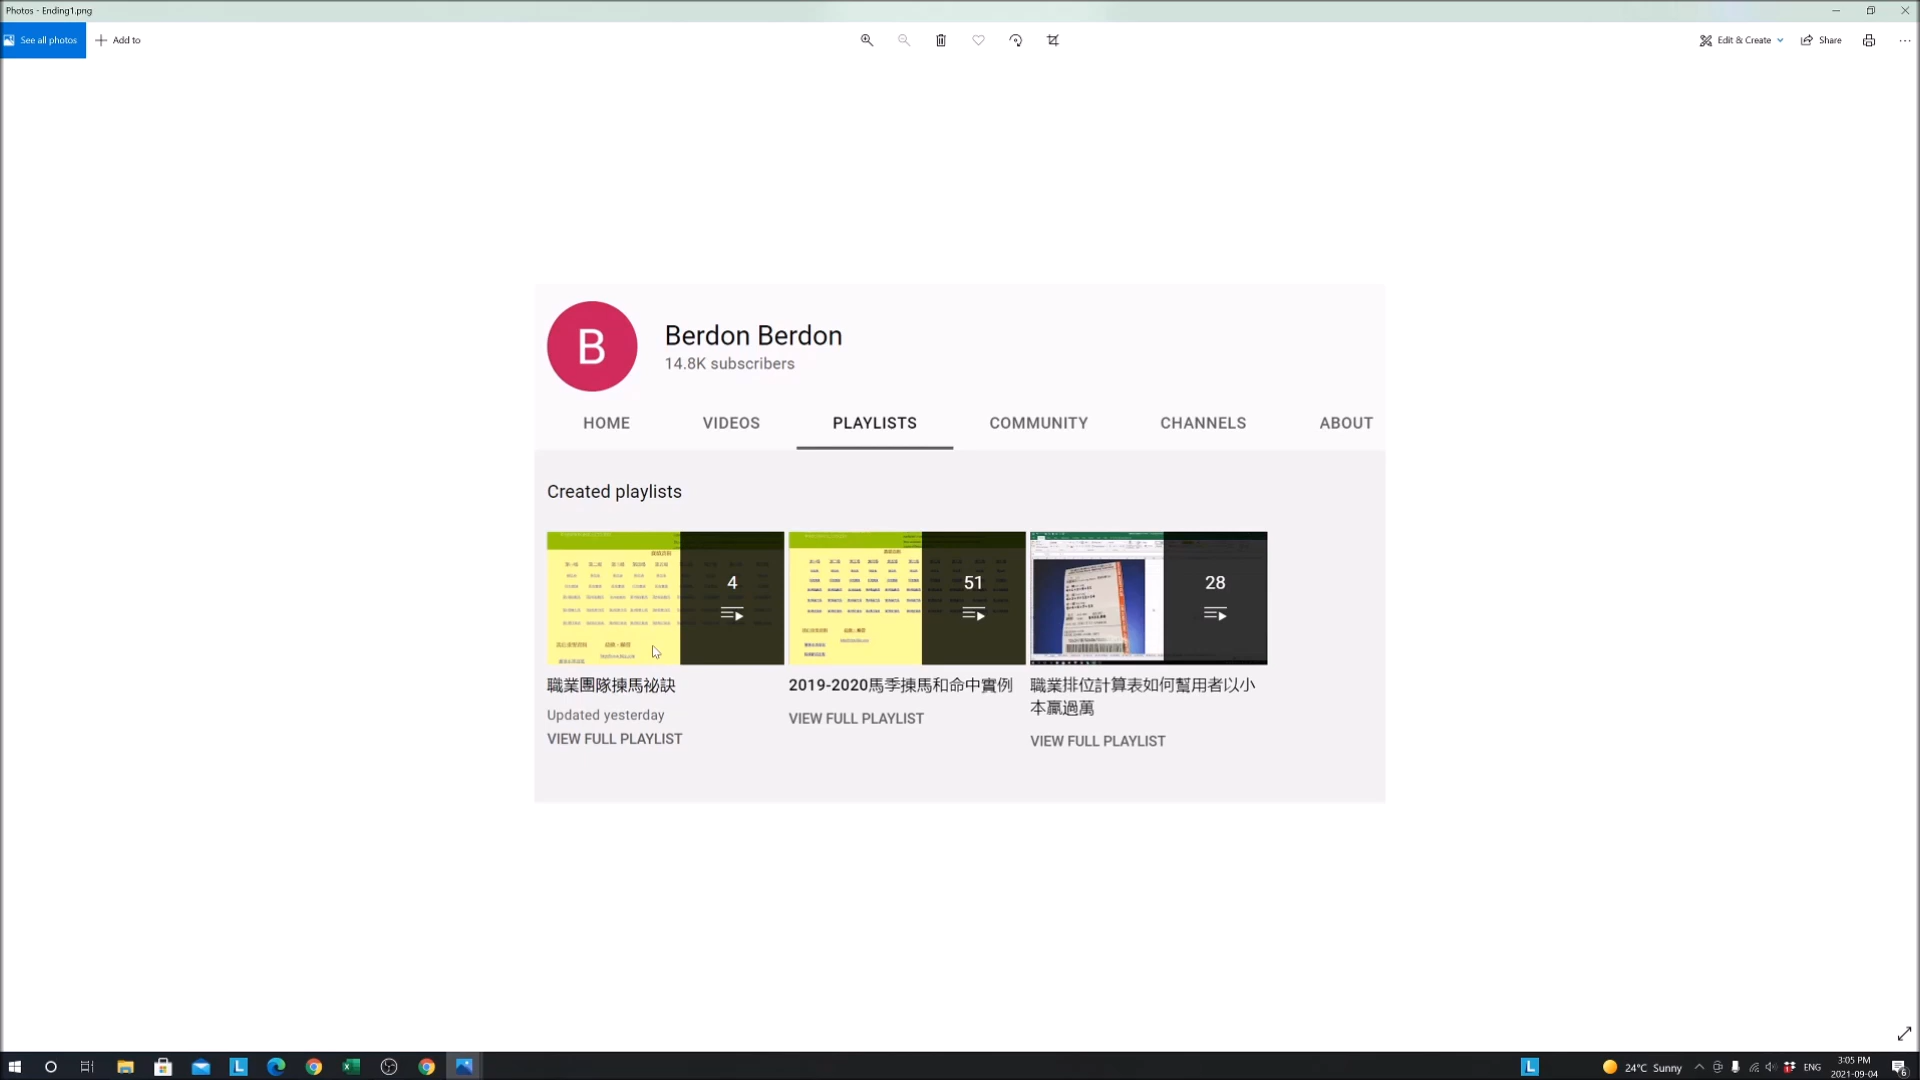 Photos - Ending1.png
See all photos
Add to
Edit & Create
Share
B
Berdon Berdon
14.8K subscribers
HOME
VIDEOS
PLAYLISTS
COMMUNITY
CHANNELS
ABOUT
Created playlists
4
51
28
職業團隊揀馬祕訣
Updated yesterday
VIEW FULL PLAYLIST
2019-2020馬季揀馬和命中實例
VIEW FULL PLAYLIST
職業排位計算表如何幫用者以小
本贏過萬
VIEW FULL PLAYLIST
24°C Sunny
ENG
3:05 PM
2021-09-04